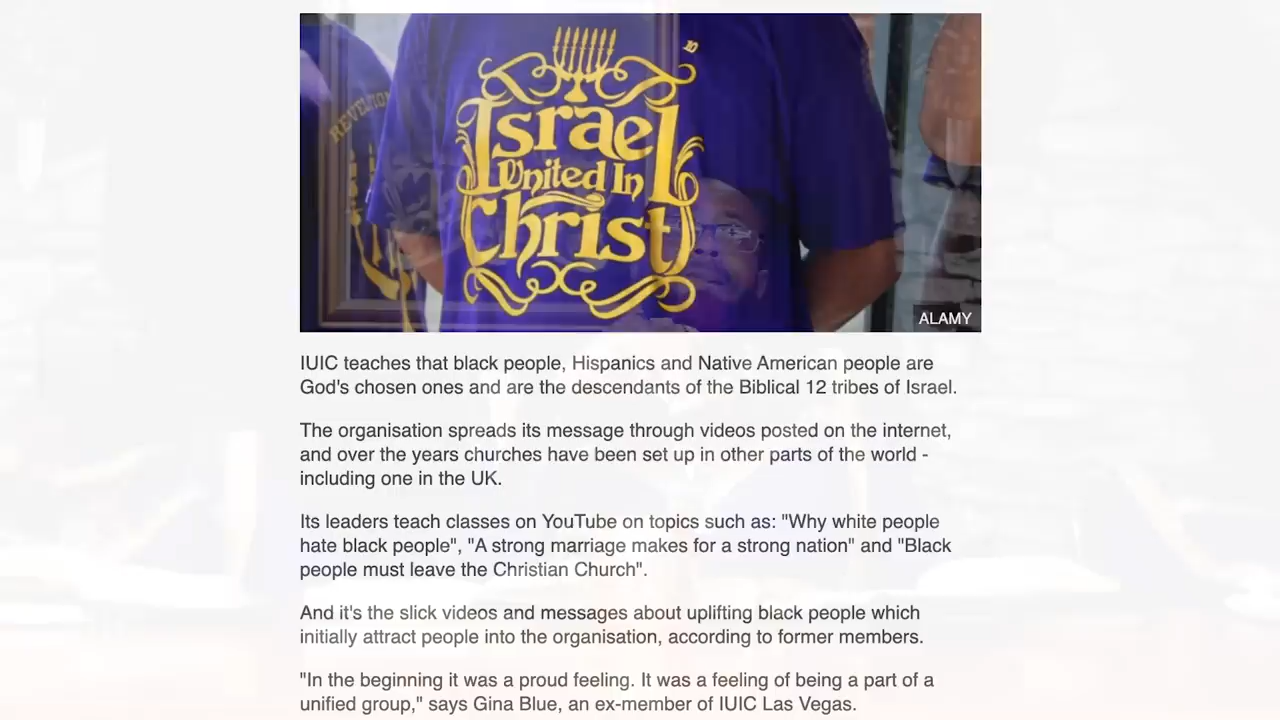 REVELATION
Israel
United In
Christ
ALAMY
IUIC teaches that black people, Hispanics and Native American people are
God's chosen ones and are the descendants of the Biblical 12 tribes of Israel.
The organisation spreads its message through videos posted on the internet,
and over the years churches have been set up in other parts of the world -
including one in the UK.
Its leaders teach classes on YouTube on topics such as: "Why white people
hate black people", "A strong marriage makes for a strong nation" and "Black
people must leave the Christian Church".
And it's the slick videos and messages about uplifting black people which
initially attract people into the organisation, according to former members.
"In the beginning it was a proud feeling. It was a feeling of being a part of a
unified group," says Gina Blue, an ex-member of IUIC Las Vegas.